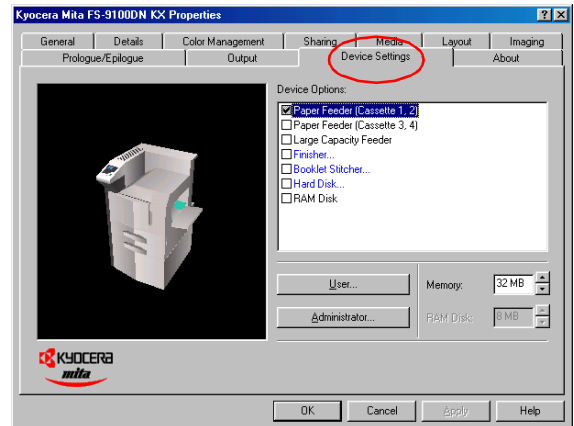 Kyocera Mita FS-9100DN KX Properties
General Details Color Management Sharing Media Layout Imaging
Prologue/Epilogue Output Device Settings About
Device Options:
Paper Feeder (Cassette 1, 2)
Paper Feeder (Cassette 3, 4)
Large Capacity Feeder
Finisher...
Booklet Stitcher...
Hard Disk...
RAM Disk
User... Memory: 32 MB
Administrator... RAM Disk: 8 MB
KYOCERA
mita
OK Cancel Apply Help